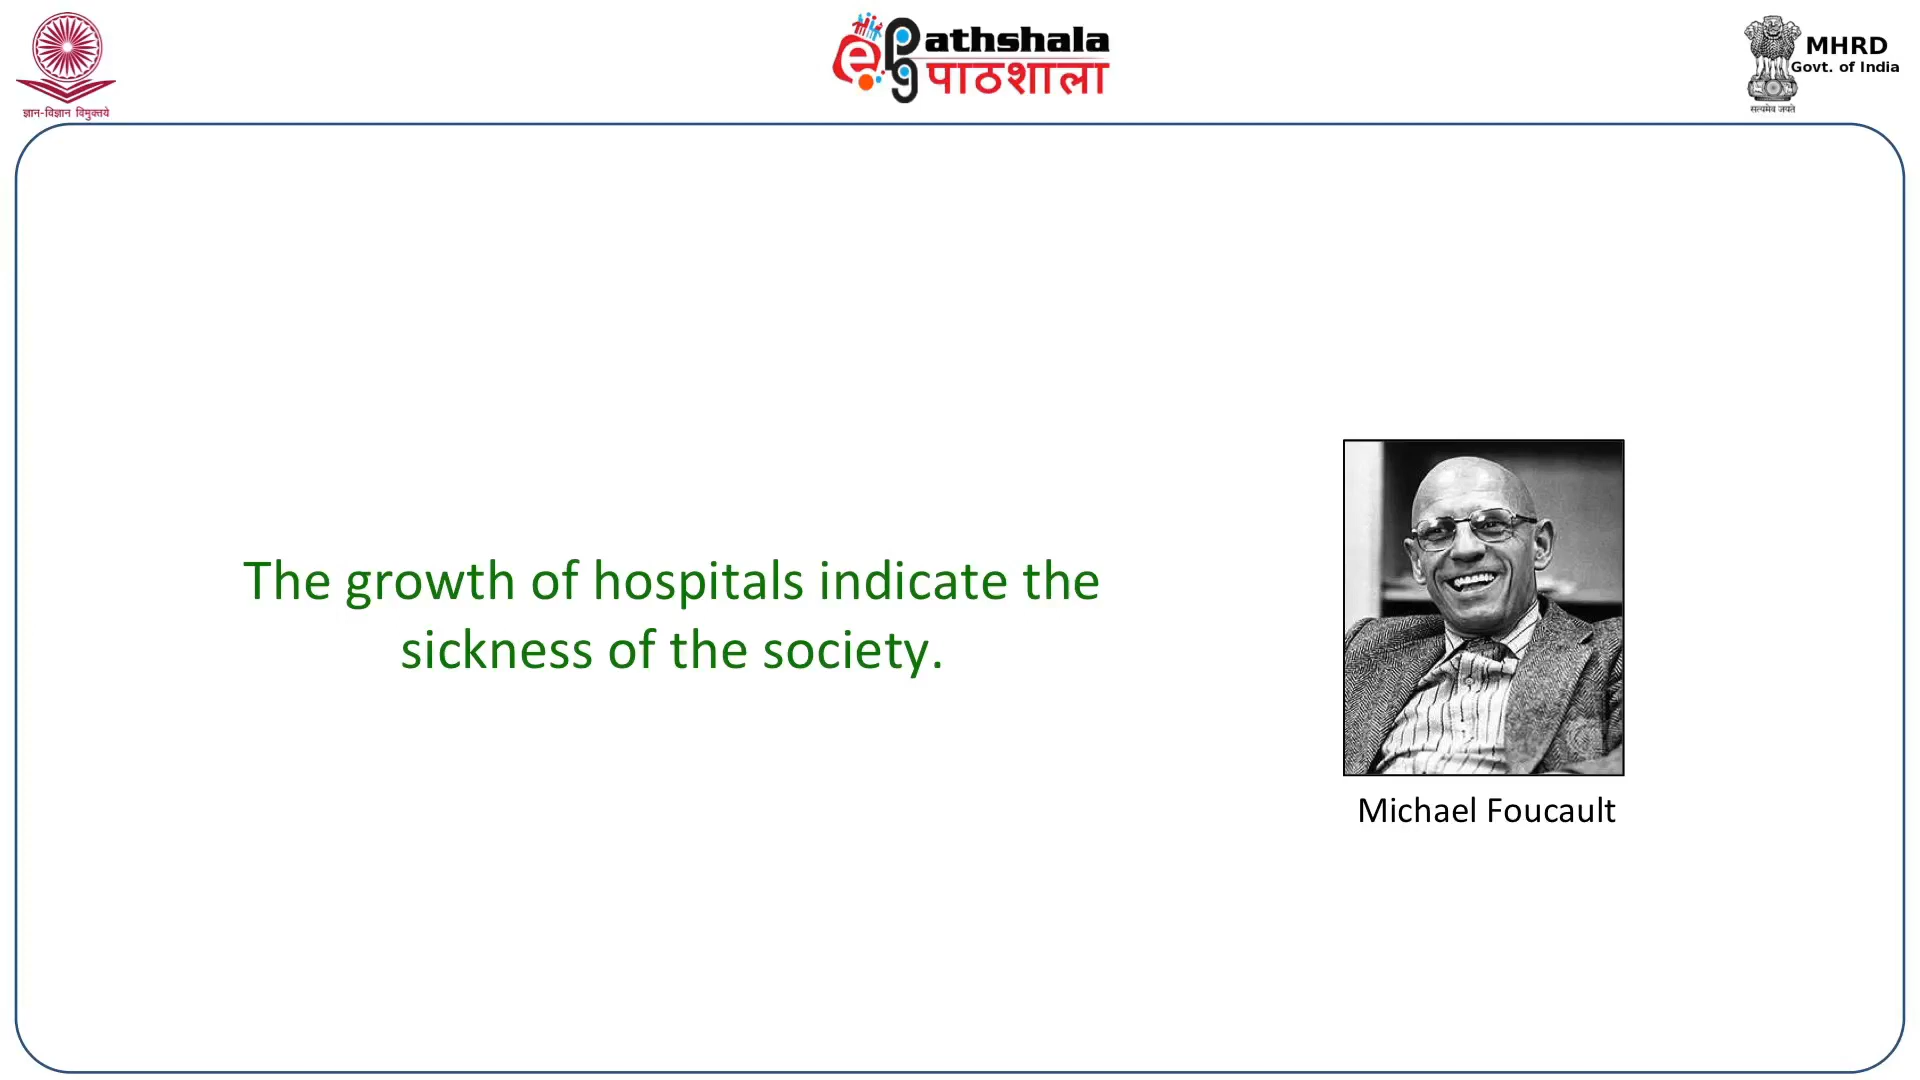 ज्ञान-विज्ञान विमुक्तये
ePathshala
पाठशाला
MHRD
Govt. of India
सत्यमेव जयते
The growth of hospitals indicate the
sickness of the society.
Michael Foucault